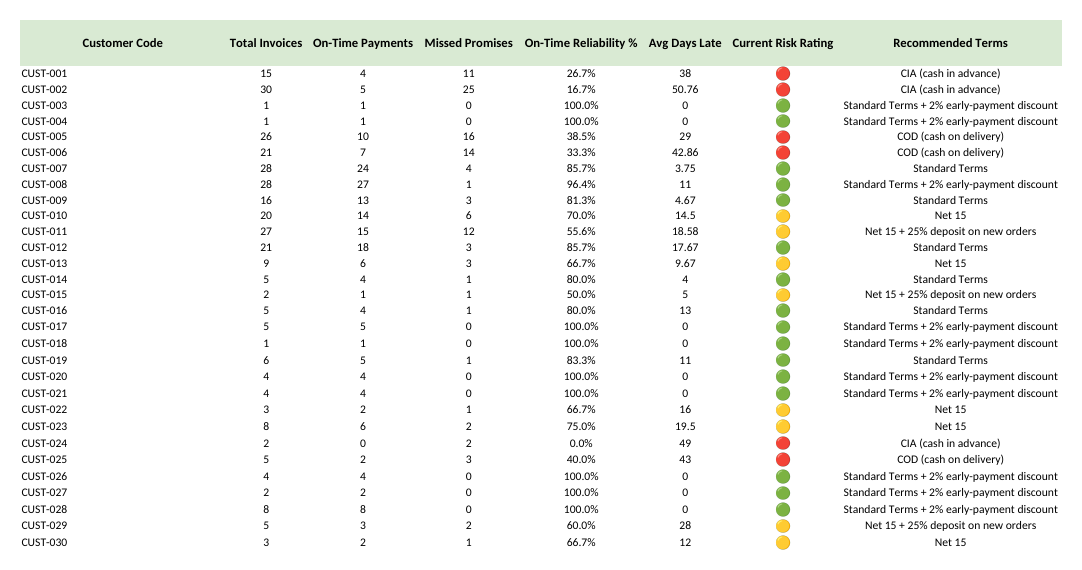 Customer Code Total Invoices On-Time Payments Missed Promises On-Time Reliability % Avg Days Late Current Risk Rating Recommended Terms
CUST-001 15 4 11 26.7% 38 CIA (cash in advance)
CUST-002 30 5 25 16.7% 50.76 CIA (cash in advance)
CUST-003 1 1 0 100.0% 0 Standard Terms + 2% early-payment discount
CUST-004 1 1 0 100.0% 0 Standard Terms + 2% early-payment discount
CUST-005 26 10 16 38.5% 29 COD (cash on delivery)
CUST-006 21 7 14 33.3% 42.86 COD (cash on delivery)
CUST-007 28 24 4 85.7% 3.75 Standard Terms
CUST-008 28 27 1 96.4% 11 Standard Terms + 2% early-payment discount
CUST-009 16 13 3 81.3% 4.67 Standard Terms
CUST-010 20 14 6 70.0% 14.5 Net 15
CUST-011 27 15 12 55.6% 18.58 Net 15 + 25% deposit on new orders
CUST-012 21 18 3 85.7% 17.67 Standard Terms
CUST-013 9 6 3 66.7% 9.67 Net 15
CUST-014 5 4 1 80.0% 4 Standard Terms
CUST-015 2 1 1 50.0% 5 Net 15 + 25% deposit on new orders
CUST-016 5 4 1 80.0% 13 Standard Terms
CUST-017 5 5 0 100.0% 0 Standard Terms + 2% early-payment discount
CUST-018 1 1 0 100.0% 0 Standard Terms + 2% early-payment discount
CUST-019 6 5 1 83.3% 11 Standard Terms
CUST-020 4 4 0 100.0% 0 Standard Terms + 2% early-payment discount
CUST-021 4 4 0 100.0% 0 Standard Terms + 2% early-payment discount
CUST-022 3 2 1 66.7% 16 Net 15
CUST-023 8 6 2 75.0% 19.5 Net 15
CUST-024 2 0 2 0.0% 49 CIA (cash in advance)
CUST-025 5 2 3 40.0% 43 COD (cash on delivery)
CUST-026 4 4 0 100.0% 0 Standard Terms + 2% early-payment discount
CUST-027 2 2 0 100.0% 0 Standard Terms + 2% early-payment discount
CUST-028 8 8 0 100.0% 0 Standard Terms + 2% early-payment discount
CUST-029 5 3 2 60.0% 28 Net 15 + 25% deposit on new orders
CUST-030 3 2 1 66.7% 12 Net 15